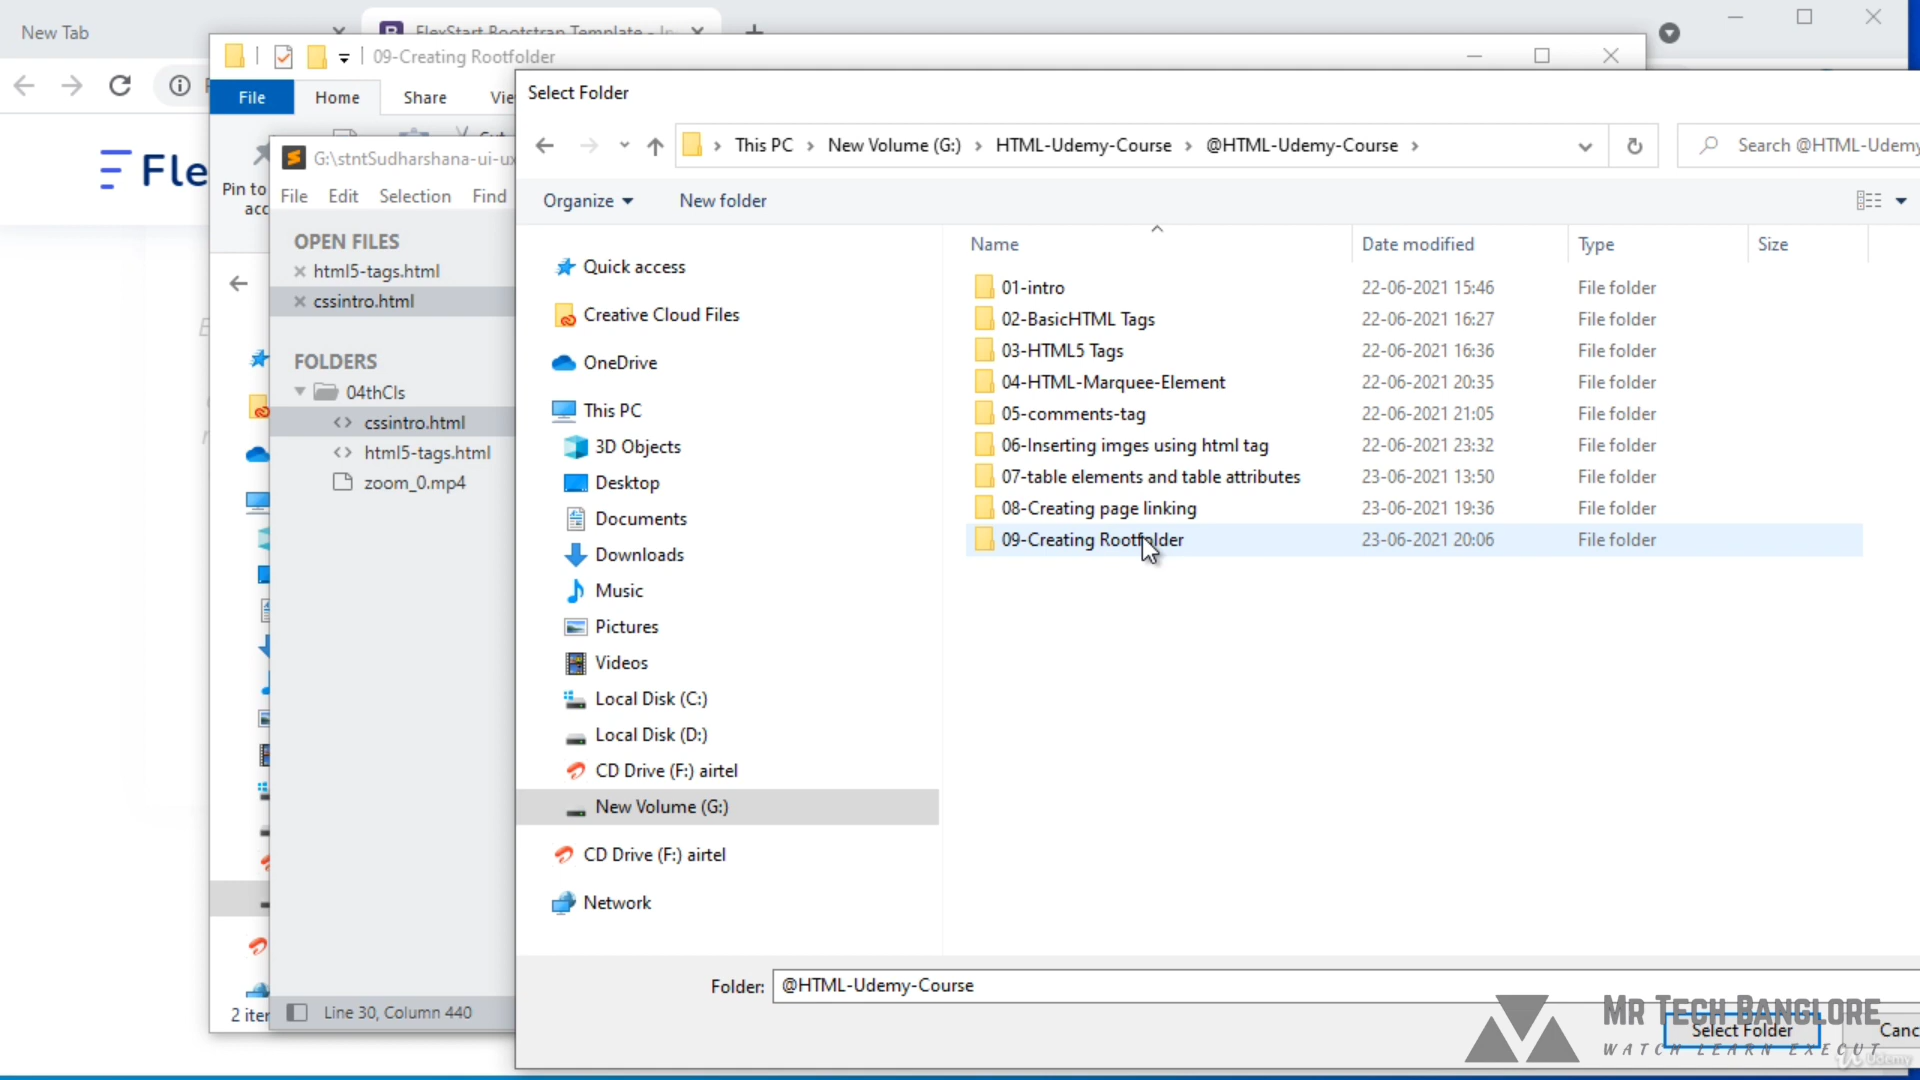 New Tab
FlexStart Bootstrap Template - In
09-Creating Rootfolder
File Home Share Vie
Select Folder
This PC New Volume (G:) HTML-Udemy-Course @HTML-Udemy-Course
Search @HTML-Udemy
Fle
Pin to
acc
G:\stntSudharshana-ui-ux
File Edit Selection Find
Organize New folder
OPEN FILES
html5-tags.html
cssintro.html
FOLDERS
04thCls
cssintro.html
html5-tags.html
zoom_0.mp4
Quick access
Creative Cloud Files
OneDrive
This PC
3D Objects
Desktop
Documents
Downloads
Music
Pictures
Videos
Local Disk (C:)
Local Disk (D:)
CD Drive (F:) airtel
New Volume (G:)
CD Drive (F:) airtel
Network
Name Date modified Type Size
01-intro 22-06-2021 15:46 File folder
02-BasicHTML Tags 22-06-2021 16:27 File folder
03-HTML5 Tags 22-06-2021 16:36 File folder
04-HTML-Marquee-Element 22-06-2021 20:35 File folder
05-comments-tag 22-06-2021 21:05 File folder
06-Inserting imges using html tag 22-06-2021 23:32 File folder
07-table elements and table attributes 23-06-2021 13:50 File folder
08-Creating page linking 23-06-2021 19:36 File folder
09-Creating Rootfolder 23-06-2021 20:06 File folder
Folder: @HTML-Udemy-Course
2 iter
Line 30, Column 440
Select Folder Canc
MR TECH BANGLORE
WATCH LEARN EXECUT
Udemy